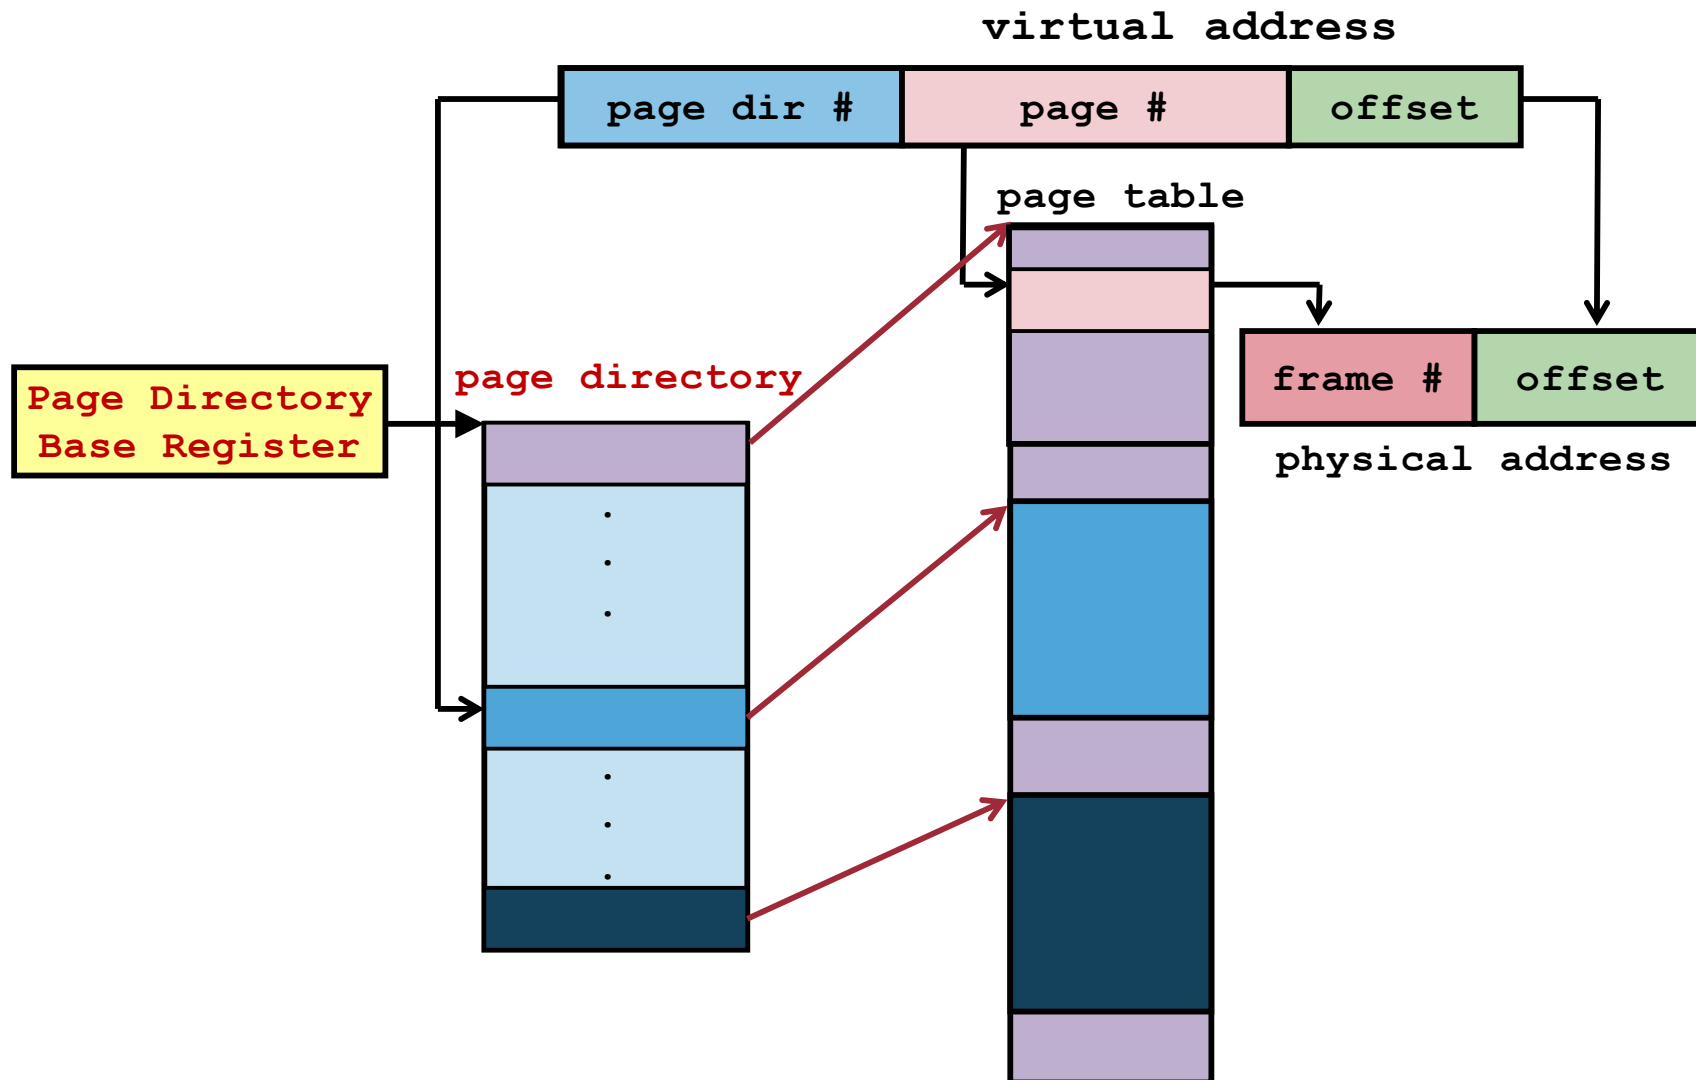 virtual address
page dir #
page #
offset
page table
Page Directory
Base Register
page directory
frame #
offset
physical address